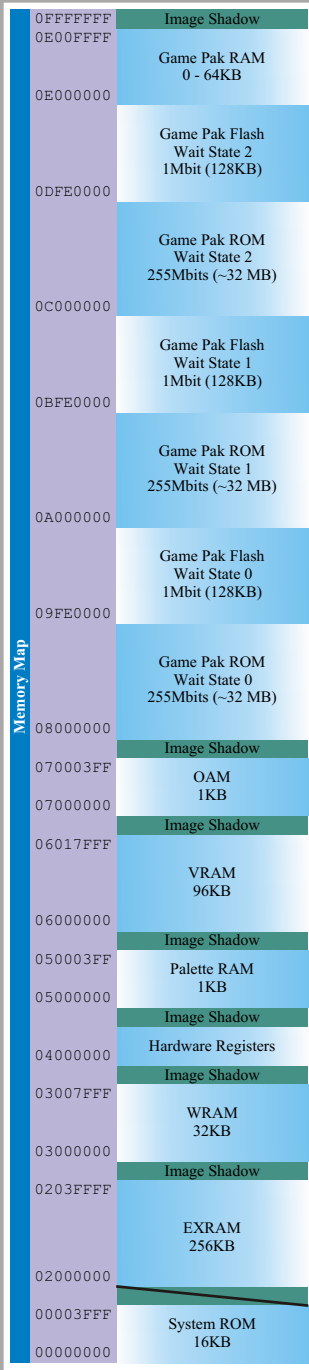 0FFFFFFF Image Shadow
0E00FFFF
Game Pak RAM
0 - 64KB
0E000000
Game Pak Flash
Wait State 2
1Mbit (128KB)
0DFE0000
Game Pak ROM
Wait State 2
255Mbits (~32 MB)
0C000000
Game Pak Flash
Wait State 1
1Mbit (128KB)
0BFE0000
Game Pak ROM
Wait State 1
255Mbits (~32 MB)
0A000000
Game Pak Flash
Wait State 0
1Mbit (128KB)
09FE0000
Memory Map
Game Pak ROM
Wait State 0
255Mbits (~32 MB)
08000000
Image Shadow
070003FF
OAM
1KB
07000000
Image Shadow
06017FFF
VRAM
96KB
06000000
Image Shadow
050003FF
Palette RAM
1KB
05000000
Image Shadow
Hardware Registers
04000000
Image Shadow
03007FFF
WRAM
32KB
03000000
Image Shadow
0203FFFF
EXRAM
256KB
02000000
00003FFF
System ROM
16KB
00000000